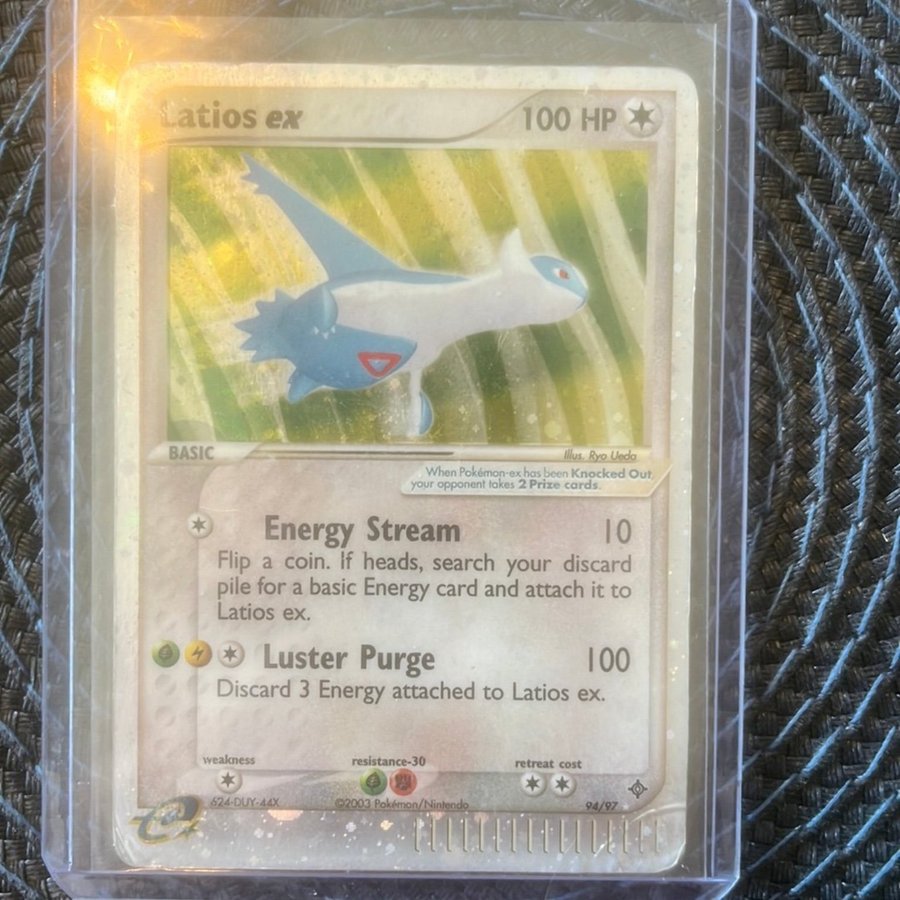 Latios ex 100 HP
BASIC
Illus. Ryo Ueda
When Pokémon-ex has been Knocked Out
your opponent takes 2 Prize cards.
Energy Stream 10
Flip a coin. If heads, search your discard
pile for a basic Energy card and attach it to
Latios ex.
Luster Purge 100
Discard 3 Energy attached to Latios ex.
weakness resistance-30 retreat cost
624-DUY-44X ©2003 Pokémon/Nintendo 94/97
e